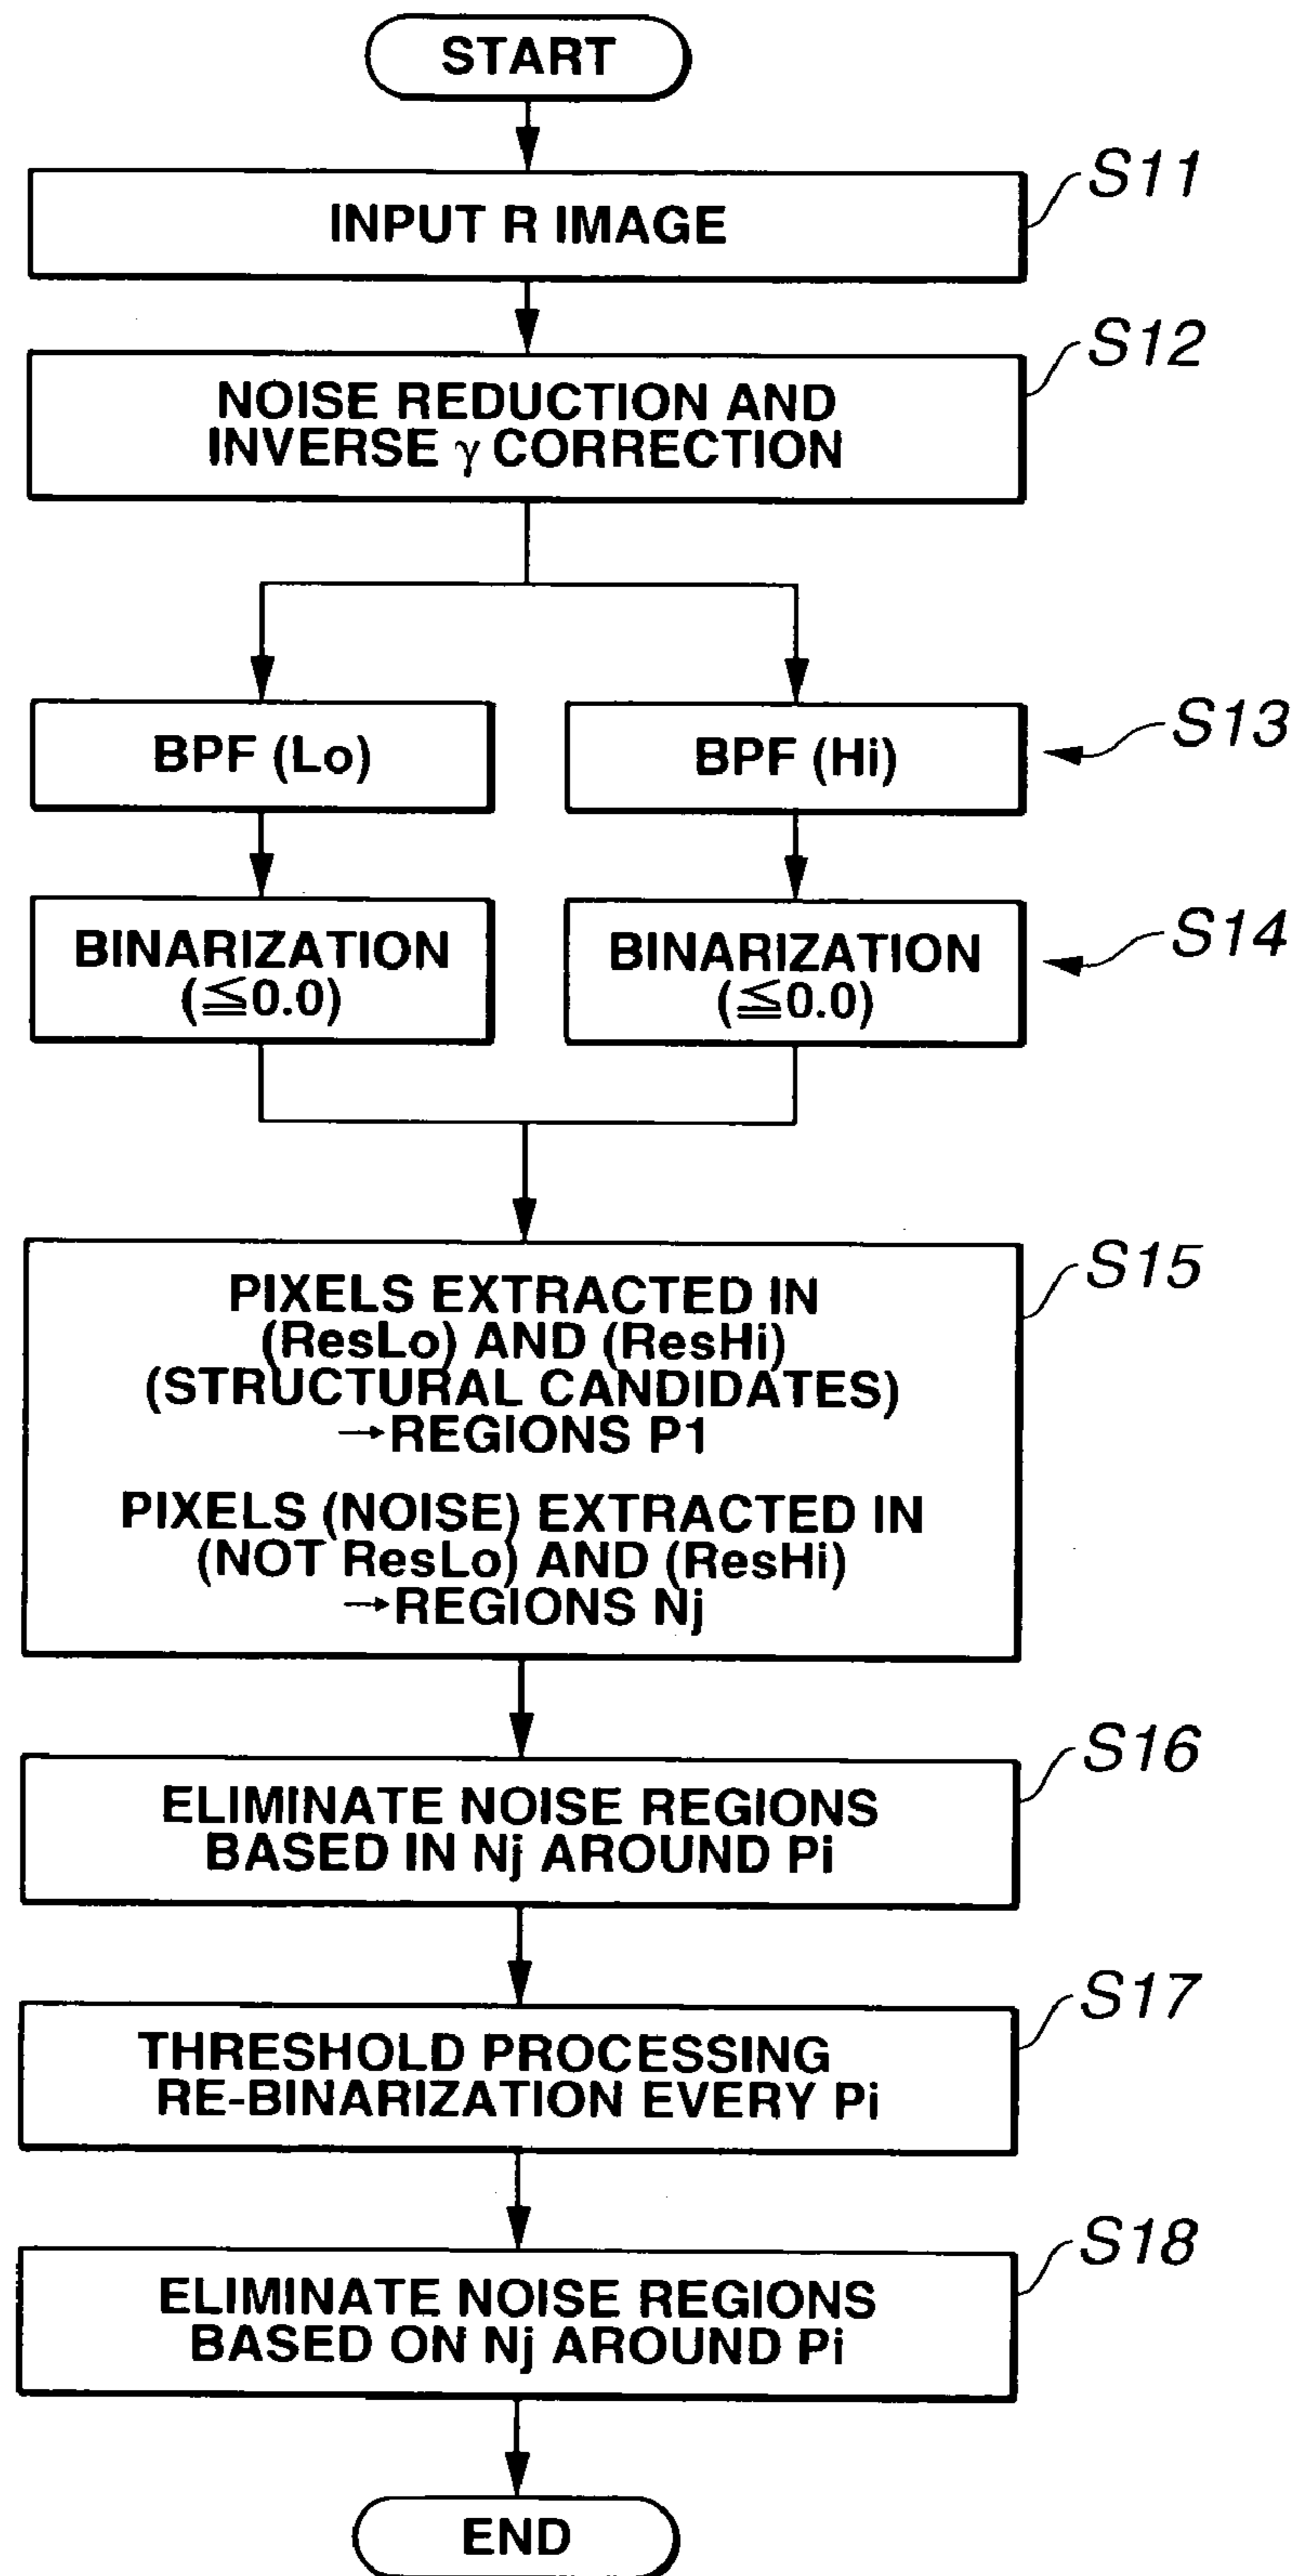 START
S11
INPUT R IMAGE
S12
NOISE REDUCTION AND
INVERSE γ CORRECTION
S13
BPF (Lo)
BPF (Hi)
S14
BINARIZATION
(≦0.0)
BINARIZATION
(≦0.0)
S15
PIXELS EXTRACTED IN
(ResLo) AND (ResHi)
(STRUCTURAL CANDIDATES)
→REGIONS P1
PIXELS (NOISE) EXTRACTED IN
(NOT ResLo) AND (ResHi)
→REGIONS Nj
S16
ELIMINATE NOISE REGIONS
BASED IN Nj AROUND Pi
S17
THRESHOLD PROCESSING
RE-BINARIZATION EVERY Pi
S18
ELIMINATE NOISE REGIONS
BASED ON Nj AROUND Pi
END